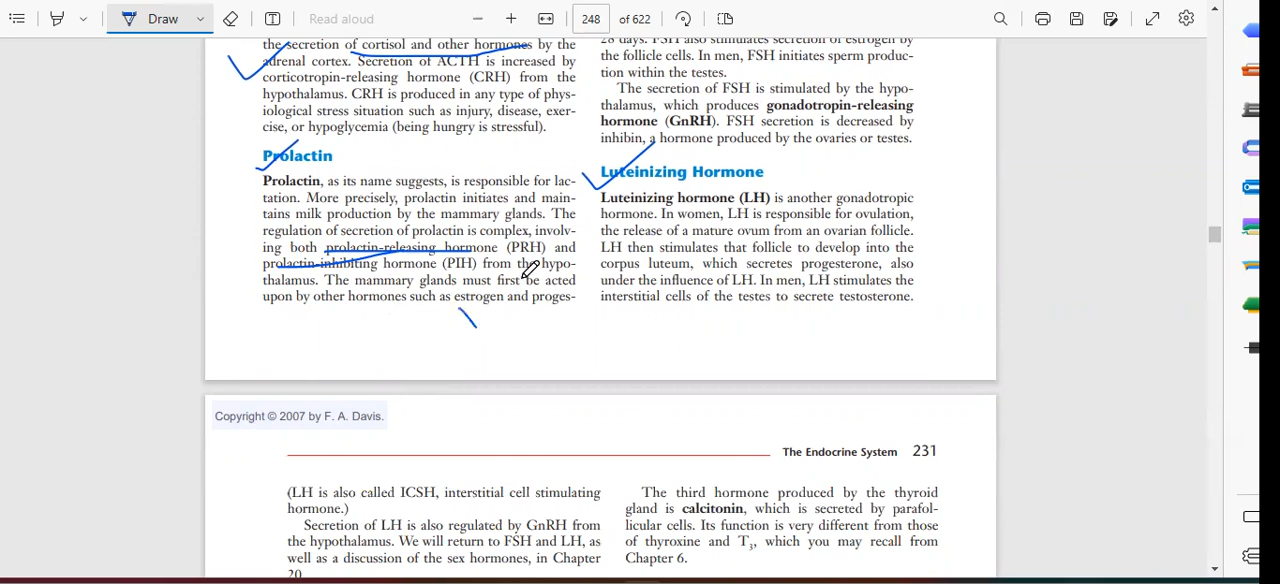 Draw
Read aloud
248
of 622
the secretion of cortisol and other hormones by the
adrenal cortex. Secretion of ACTH is increased by
corticotropin-releasing hormone (CRH) from the
hypothalamus. CRH is produced in any type of phys-
iological stress situation such as injury, disease, exer-
cise, or hypoglycemia (being hungry is stressful).
Prolactin
Prolactin, as its name suggests, is responsible for lac-
tation. More precisely, prolactin initiates and main-
tains milk production by the mammary glands. The
regulation of secretion of prolactin is complex, involv-
ing both prolactin-releasing hormone (PRH) and
prolactin-inhibiting hormone (PIH) from the hypo-
thalamus. The mammary glands must first be acted
upon by other hormones such as estrogen and proges-
28 days. FSH also stimulates secretion of estrogen by
the follicle cells. In men, FSH initiates sperm produc-
tion within the testes.
The secretion of FSH is stimulated by the hypo-
thalamus, which produces gonadotropin-releasing
hormone (GnRH). FSH secretion is decreased by
inhibin, a hormone produced by the ovaries or testes.
Luteinizing Hormone
Luteinizing hormone (LH) is another gonadotropic
hormone. In women, LH is responsible for ovulation,
the release of a mature ovum from an ovarian follicle.
LH then stimulates that follicle to develop into the
corpus luteum, which secretes progesterone, also
under the influence of LH. In men, LH stimulates the
interstitial cells of the testes to secrete testosterone.
Copyright © 2007 by F. A. Davis.
The Endocrine System 231
(LH is also called ICSH, interstitial cell stimulating
hormone.)
Secretion of LH is also regulated by GnRH from
the hypothalamus. We will return to FSH and LH, as
well as a discussion of the sex hormones, in Chapter
20.
The third hormone produced by the thyroid
gland is calcitonin, which is secreted by parafol-
licular cells. Its function is very different from those
of thyroxine and T3, which you may recall from
Chapter 6.